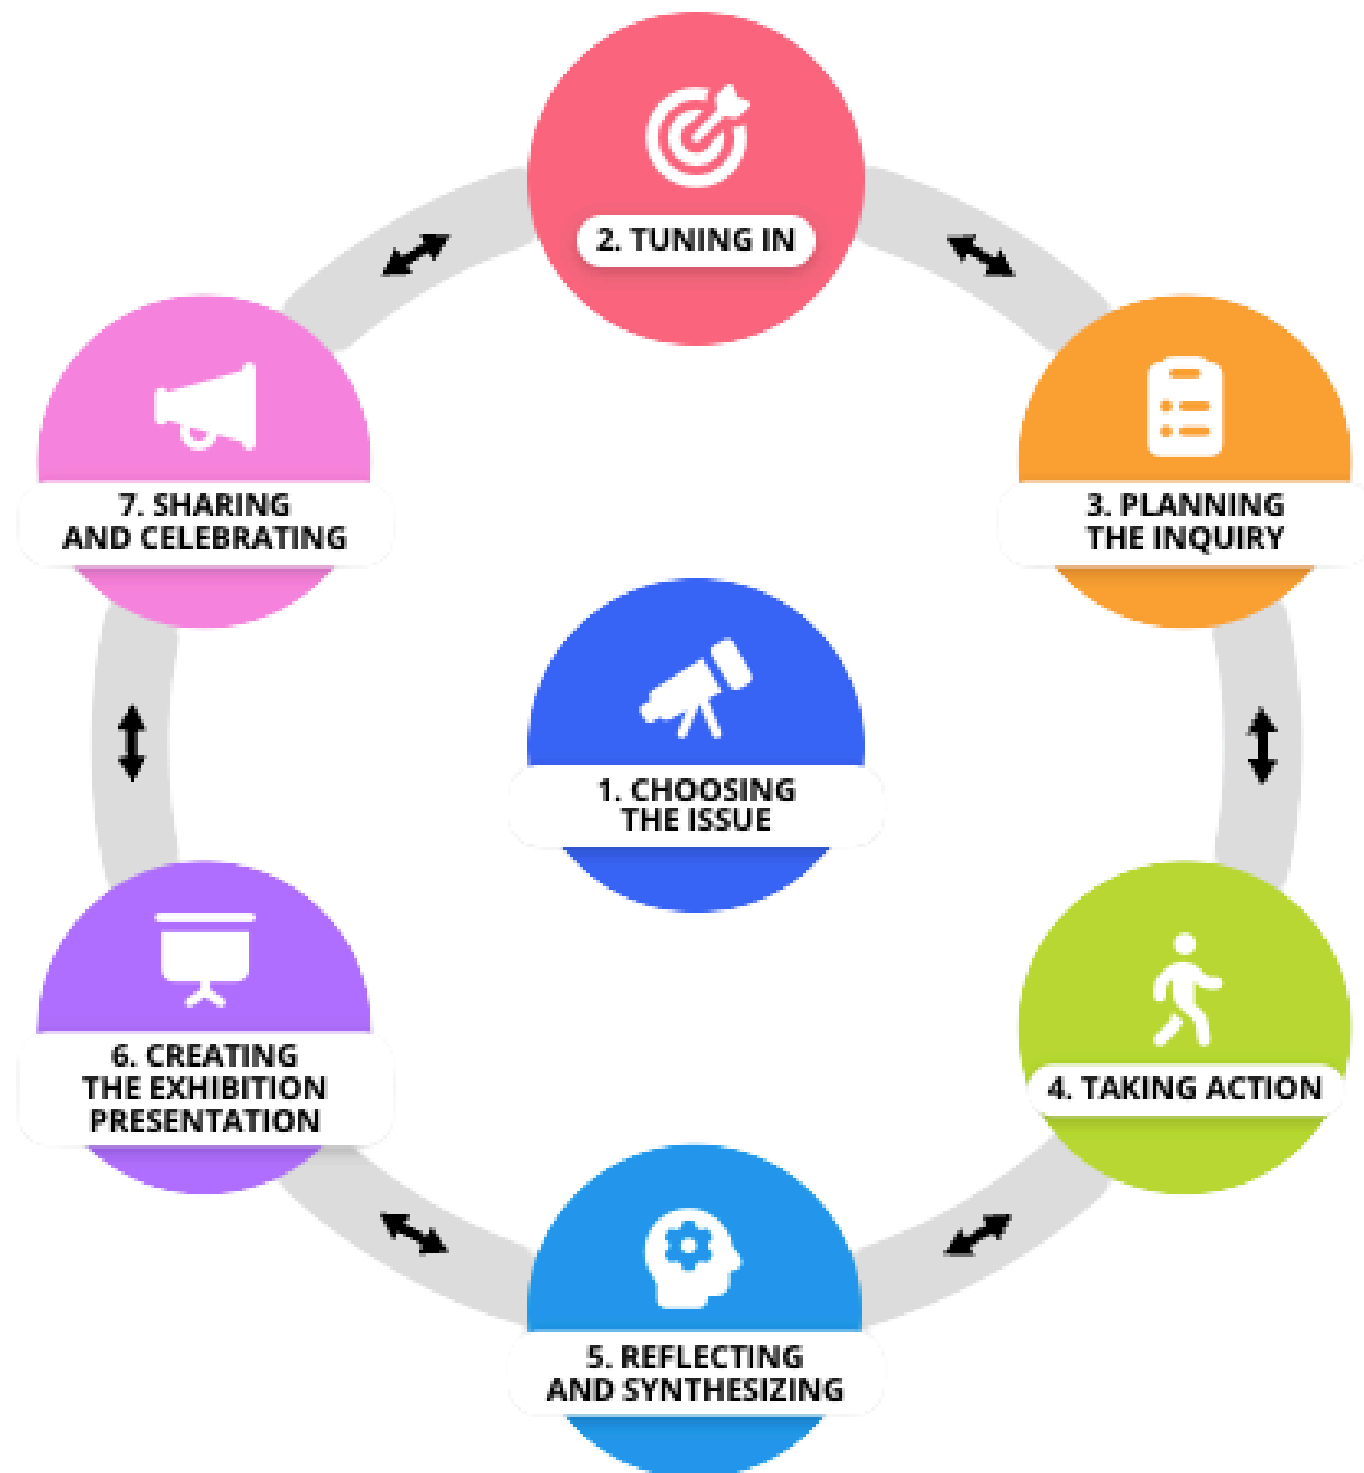 2. TUNING IN
7. SHARING
AND CELEBRATING
3. PLANNING
THE INQUIRY
1. CHOOSING
THE ISSUE
6. CREATING
THE EXHIBITION
PRESENTATION
4. TAKING ACTION
5. REFLECTING
AND SYNTHESIZING